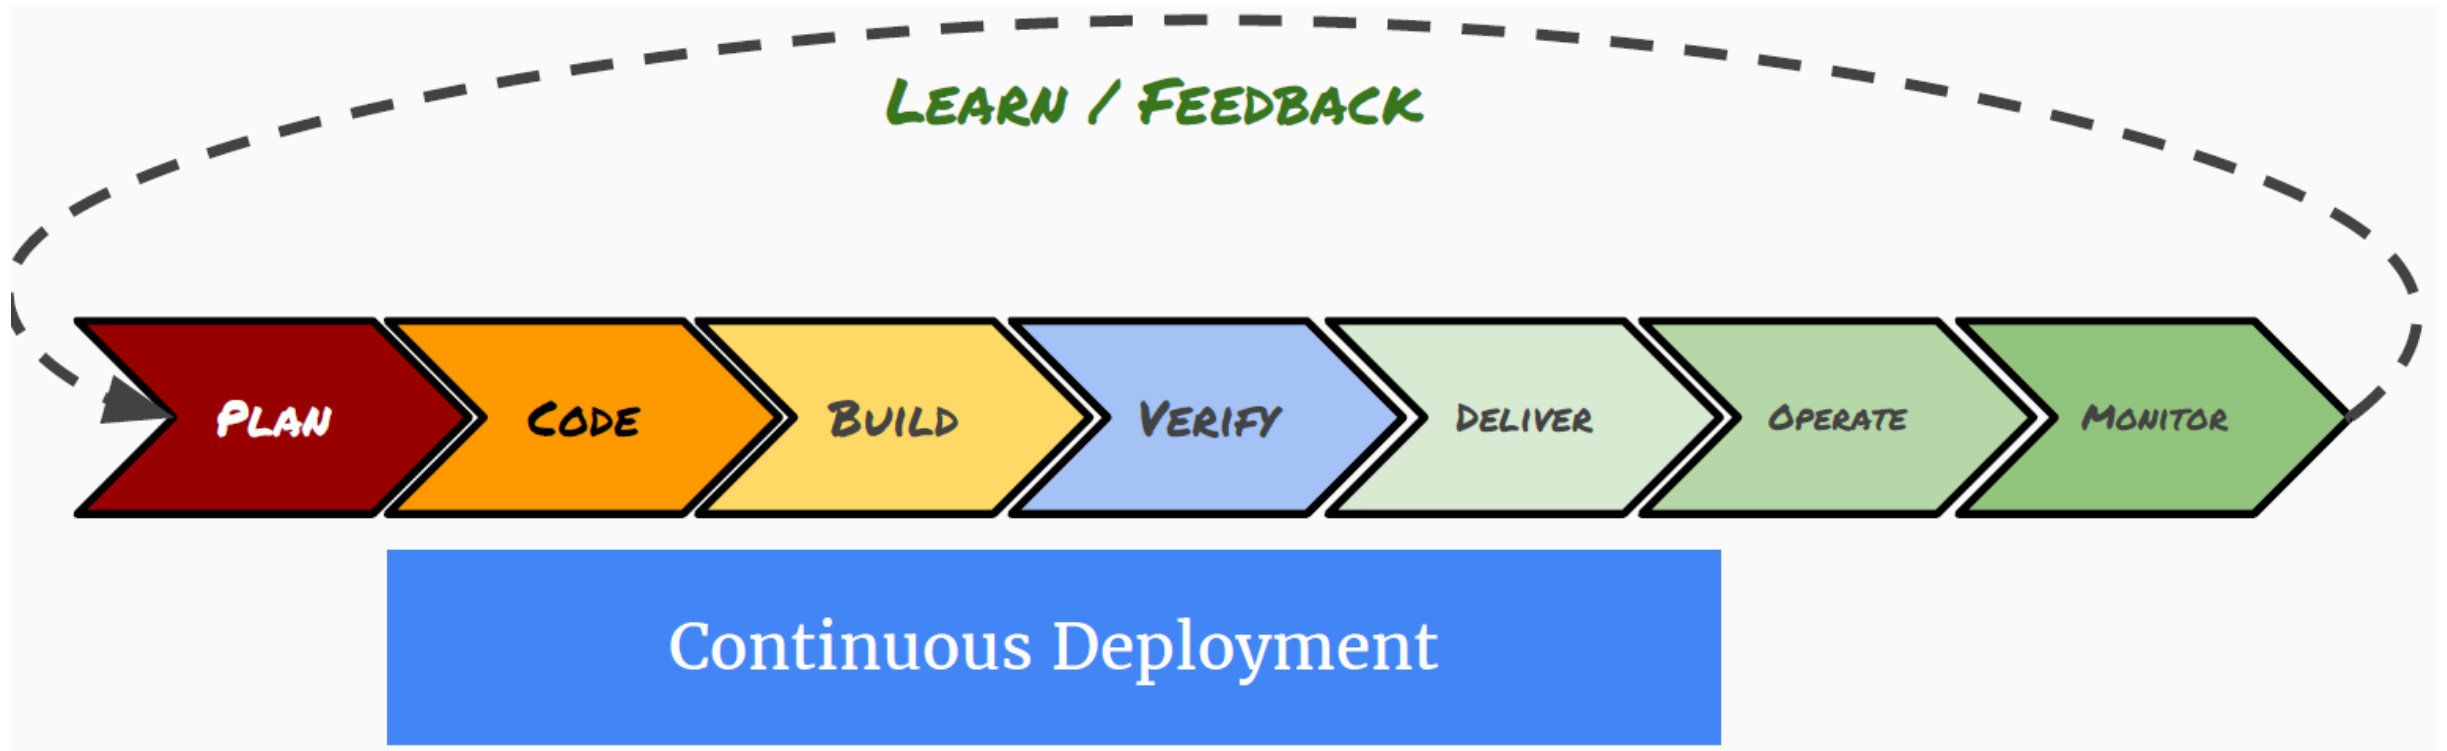 Learn / Feedback
Plan
Code
Build
Verify
Deliver
Operate
Monitor
Continuous Deployment